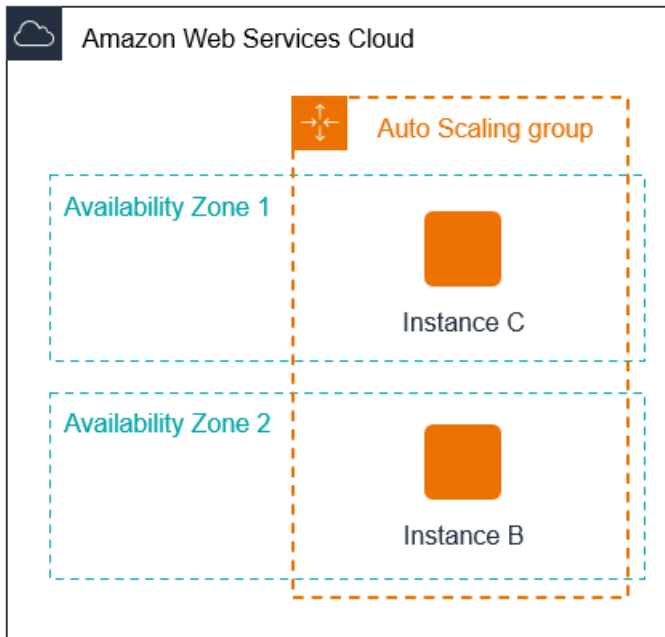 Amazon Web Services Cloud
Auto Scaling group
Availability Zone 1
Instance C
Availability Zone 2
Instance B